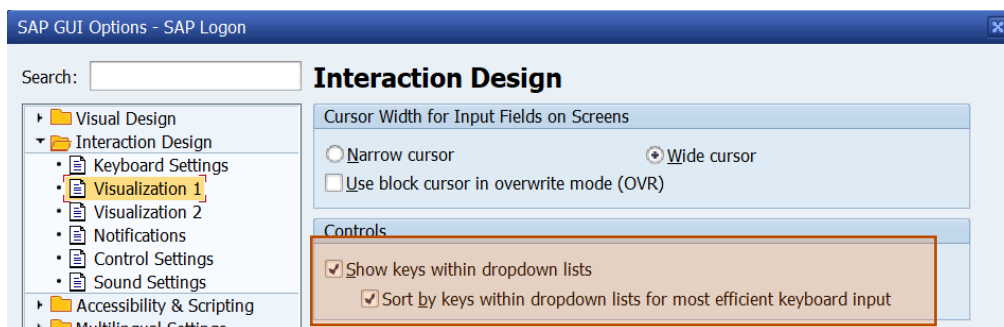 SAP GUI Options - SAP Logon
Search:
Visual Design
Interaction Design
Keyboard Settings
Visualization 1
Visualization 2
Notifications
Control Settings
Sound Settings
Accessibility & Scripting
Multilingual Settings
Interaction Design
Cursor Width for Input Fields on Screens
Narrow cursor
Wide cursor
Use block cursor in overwrite mode (OVR)
Controls
Show keys within dropdown lists
Sort by keys within dropdown lists for most efficient keyboard input